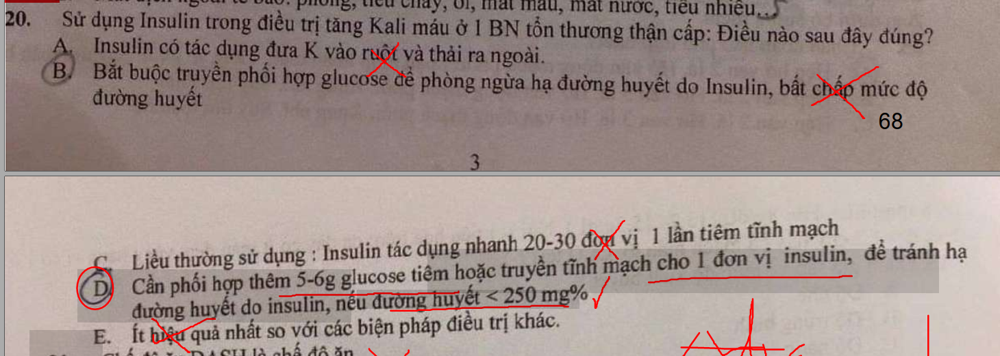 phòng, tiêu chảy, ói, mất máu, mất nước, tiểu nhiều...
20. Sử dụng Insulin trong điều trị tăng Kali máu ở 1 BN tổn thương thận cấp: Điều nào sau đây đúng?
A. Insulin có tác dụng đưa K vào ruột và thải ra ngoài.
B. Bắt buộc truyền phối hợp glucose để phòng ngừa hạ đường huyết do Insulin, bất chấp mức độ
đường huyết
68
3
C. Liều thường sử dụng : Insulin tác dụng nhanh 20-30 đơn vị 1 lần tiêm tĩnh mạch
D. Cần phối hợp thêm 5-6g glucose tiêm hoặc truyền tĩnh mạch cho 1 đơn vị insulin, để tránh hạ
đường huyết do insulin, nếu đường huyết < 250 mg%
E. Ít hiệu quả nhất so với các biện pháp điều trị khác.
DASH là chế độ ăn